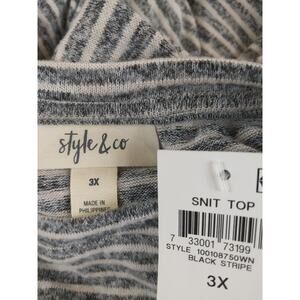 style & co
3X
MADE IN
PHILIPPINES
SNIT TOP
7 33001 73199
STYLE 100108750WN
BLACK STRIPE
3X